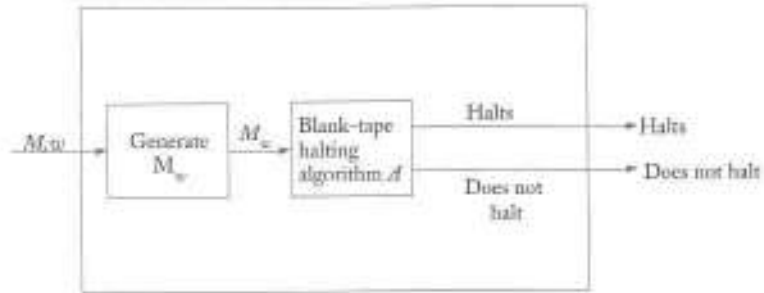 M, w
Generate
M_w
M_w
Blank-tape
halting
algorithm A
Halts
Does not
halt
Halts
Does not halt